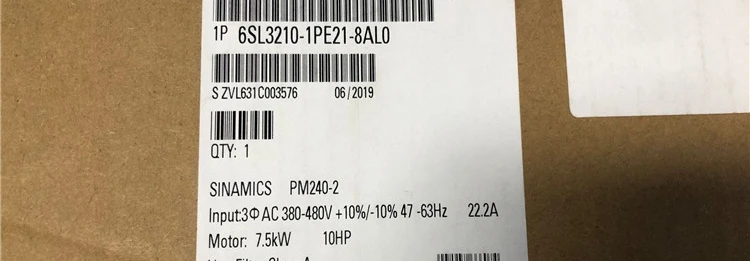 1P 6SL3210-1PE21-8AL0
S ZVL631C003576 06/2019
QTY: 1
SINAMICS PM240-2
Input:3Φ AC 380-480V +10%/-10% 47 -63Hz 22.2A
Motor: 7.5kW 10HP